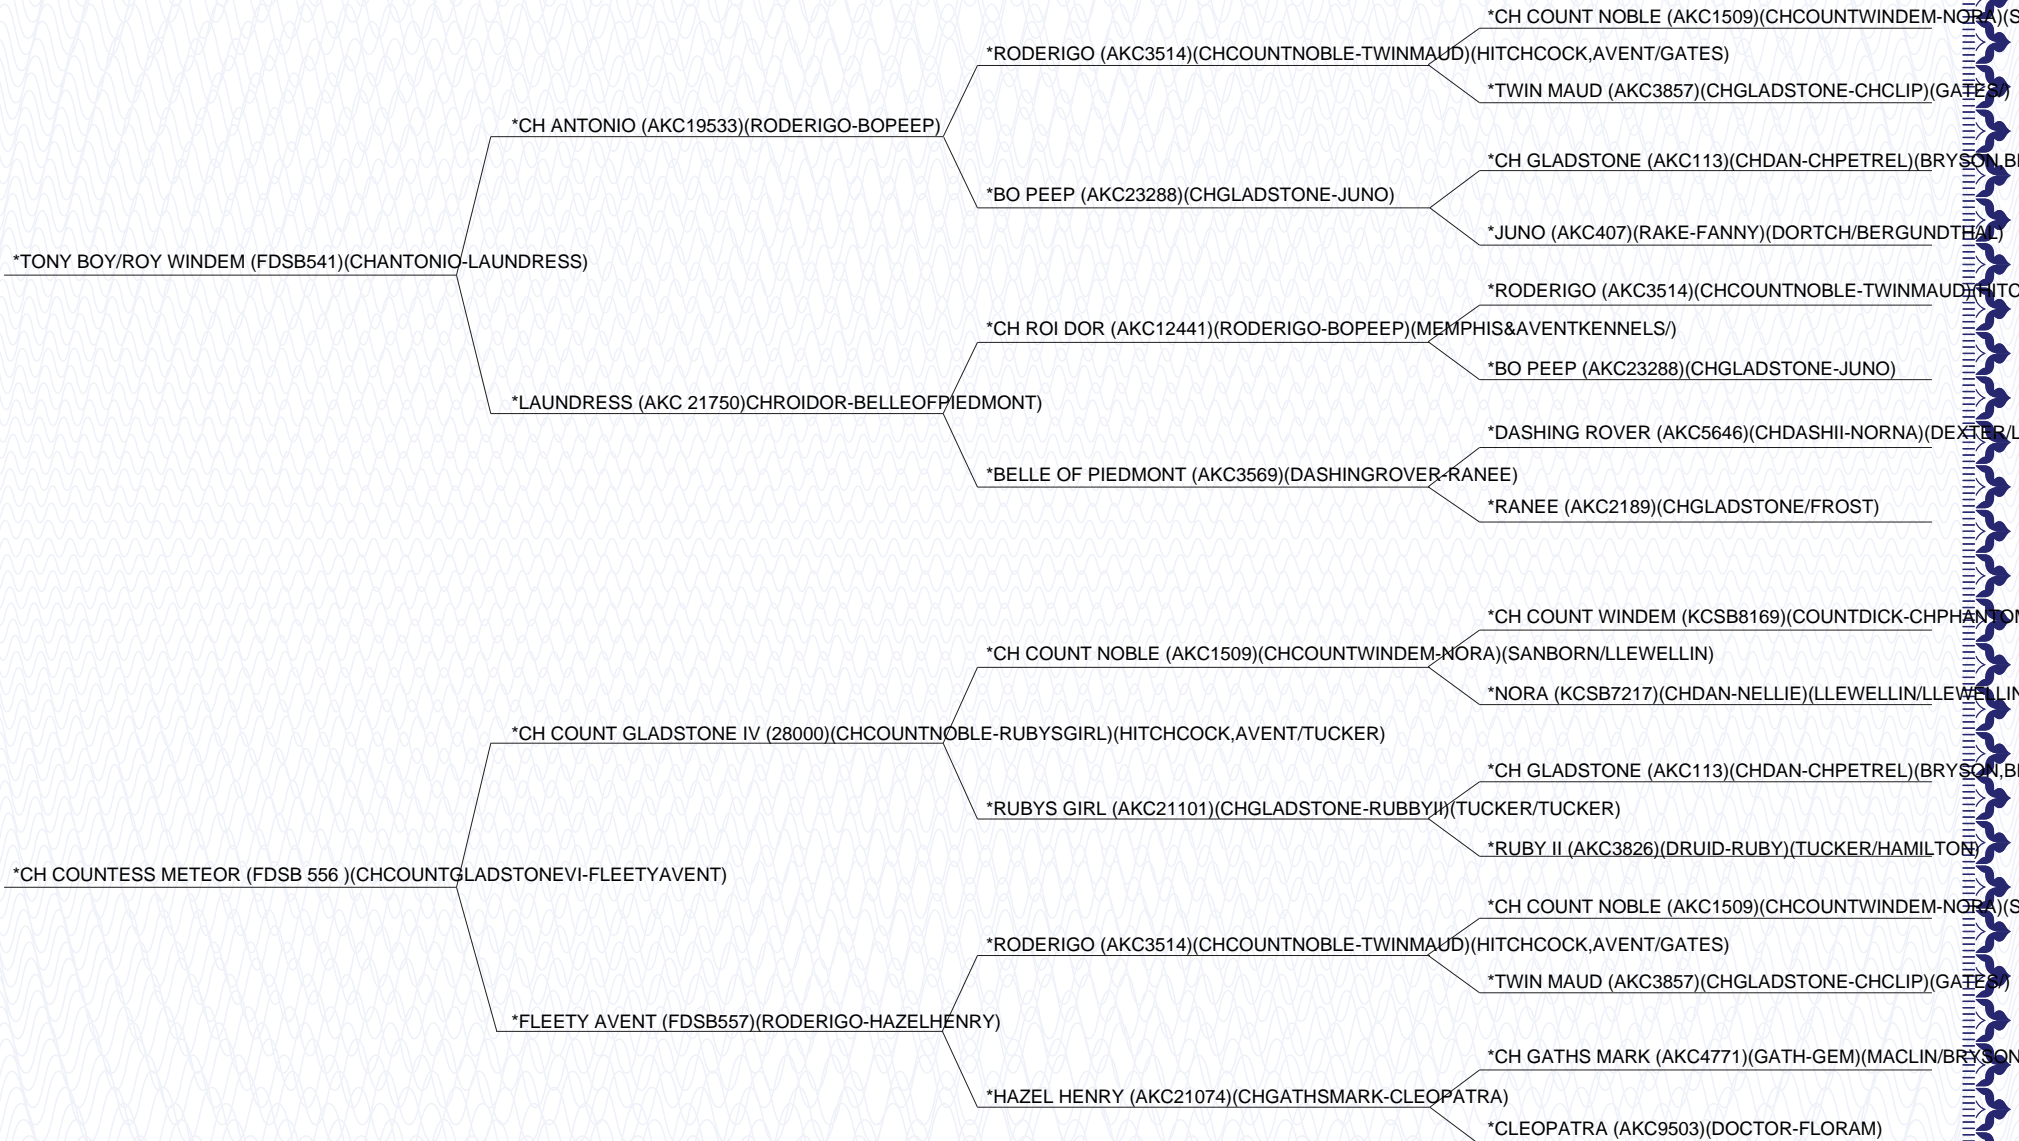 *CH COUNT NOBLE (AKC1509)(CHCOUNTWINDEM-NORA)(S
*RODERIGO (AKC3514)(CHCOUNTNOBLE-TWINMAUD)(HITCHCOCK,AVENT/GATES)
*TWIN MAUD (AKC3857)(CHGLADSTONE-CHCLIP)(GATES/)
*CH ANTONIO (AKC19533)(RODERIGO-BOPEEP)
*CH GLADSTONE (AKC113)(CHDAN-CHPETREL)(BRYSON,B
*BO PEEP (AKC23288)(CHGLADSTONE-JUNO)
*JUNO (AKC407)(RAKE-FANNY)(DORTCH/BERGUNDTHAL)
*TONY BOY/ROY WINDEM (FDSB541)(CHANTONIO-LAUNDRESS)
*RODERIGO (AKC3514)(CHCOUNTNOBLE-TWINMAUD)(HITC
*CH ROI DOR (AKC12441)(RODERIGO-BOPEEP)(MEMPHIS&AVENTKENNELS/)
*BO PEEP (AKC23288)(CHGLADSTONE-JUNO)
*LAUNDRESS (AKC 21750)CHROIDOR-BELLEOFPIEDMONT)
*DASHING ROVER (AKC5646)(CHDASHII-NORNA)(DEXTER/L
*BELLE OF PIEDMONT (AKC3569)(DASHINGROVER-RANEE)
*RANEE (AKC2189)(CHGLADSTONE/FROST)
*CH COUNT WINDEM (KCSB8169)(COUNTDICK-CHPHANTOM
*CH COUNT NOBLE (AKC1509)(CHCOUNTWINDEM-NORA)(SANBORN/LLEWELLIN)
*NORA (KCSB7217)(CHDAN-NELLIE)(LLEWELLIN/LLEWELLIN
*CH COUNT GLADSTONE IV (28000)(CHCOUNTNOBLE-RUBYSGIRL)(HITCHCOCK,AVENT/TUCKER)
*CH GLADSTONE (AKC113)(CHDAN-CHPETREL)(BRYSON,B
*RUBYS GIRL (AKC21101)(CHGLADSTONE-RUBBYII)(TUCKER/TUCKER)
*RUBY II (AKC3826)(DRUID-RUBY)(TUCKER/HAMILTON)
*CH COUNTESS METEOR (FDSB 556 )(CHCOUNTGLADSTONEVI-FLEETYAVENT)
*CH COUNT NOBLE (AKC1509)(CHCOUNTWINDEM-NORA)(S
*RODERIGO (AKC3514)(CHCOUNTNOBLE-TWINMAUD)(HITCHCOCK,AVENT/GATES)
*TWIN MAUD (AKC3857)(CHGLADSTONE-CHCLIP)(GATES/)
*FLEETY AVENT (FDSB557)(RODERIGO-HAZELHENRY)
*CH GATHS MARK (AKC4771)(GATH-GEM)(MACLIN/BRYSON
*HAZEL HENRY (AKC21074)(CHGATHSMARK-CLEOPATRA)
*CLEOPATRA (AKC9503)(DOCTOR-FLORAM)